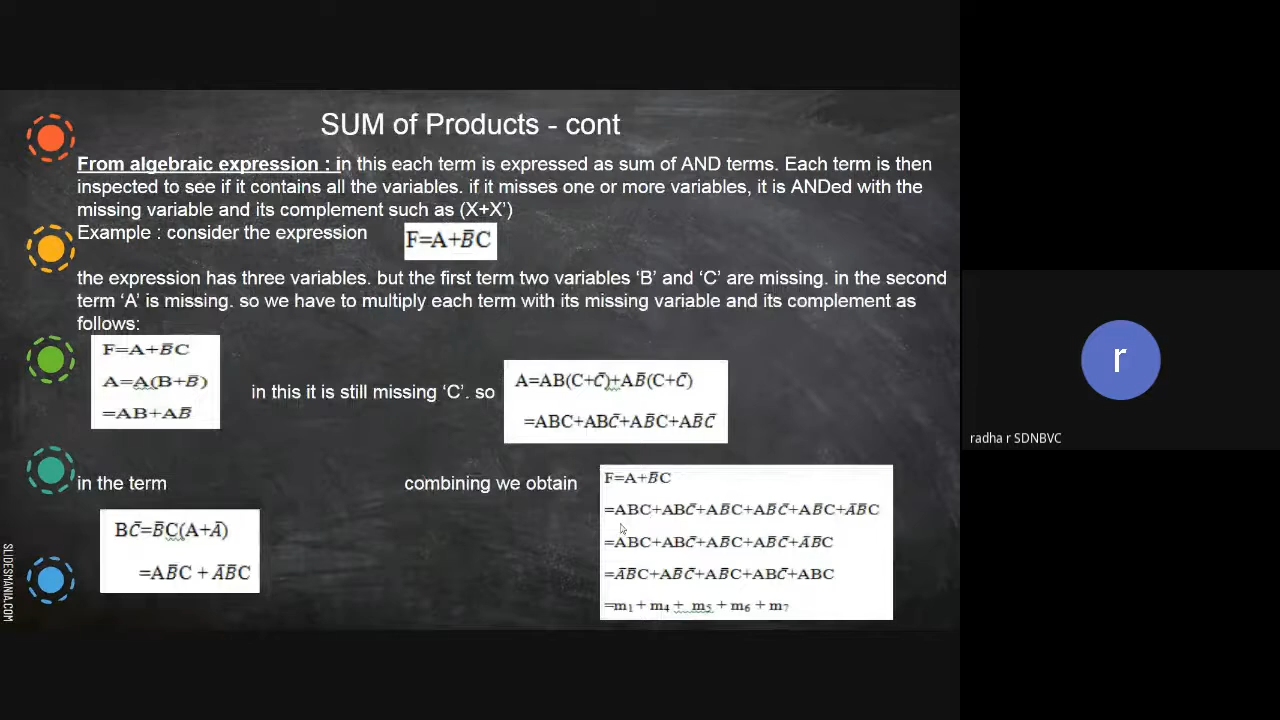 SUM of Products - cont
From algebraic expression : in this each term is expressed as sum of AND terms. Each term is then
inspected to see if it contains all the variables. if it misses one or more variables, it is ANDed with the
missing variable and its complement such as (X+X’)
Example : consider the expression
F=A+B̅C
the expression has three variables. but the first term two variables ‘B’ and ‘C’ are missing. in the second
term ‘A’ is missing. so we have to multiply each term with its missing variable and its complement as
follows:
F=A+B̅C
A=A(B+B̅)
=AB+AB̅
in this it is still missing ‘C’. so
A=AB(C+C̅)+AB̅(C+C̅)
=ABC+ABC̅+AB̅C+AB̅C̅
in the term
BC̅=B̅C(A+A̅)
=AB̅C + A̅B̅C
combining we obtain
F=A+B̅C
=ABC+ABC̅+AB̅C+AB̅C̅+AB̅C+A̅B̅C
=ABC+ABC̅+AB̅C+AB̅C̅+A̅B̅C
=A̅B̅C+AB̅C̅+AB̅C+ABC̅+ABC
=m₁ + m₄ + m₅ + m₆ + m₇
SLIDESMANIA.COM
r
radha r SDNBVC